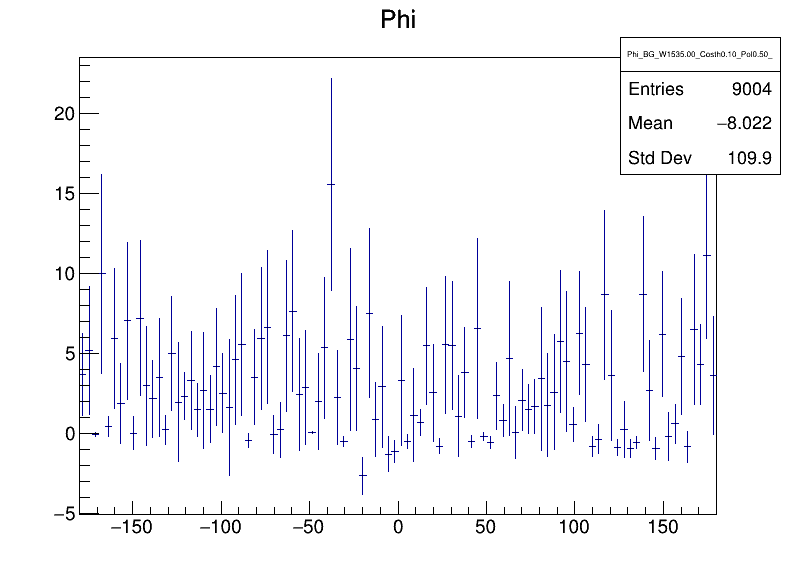 Phi
Phi_BG_W1535.00_Costh0.10_Pol0.50_
Entries 9004
Mean −8.022
Std Dev 109.9
20
15
10
5
0
−5
−150 −100 −50 0 50 100 150